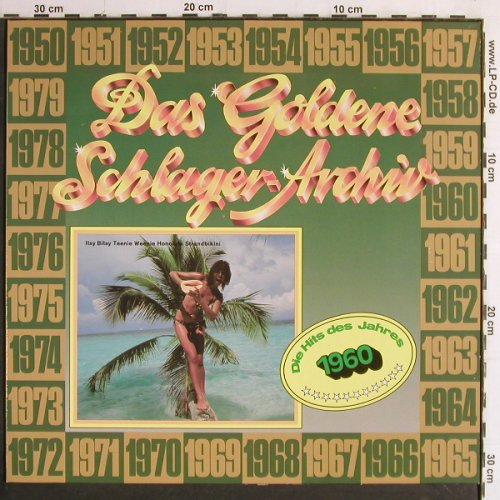 30 cm 20 cm 10 cm
1950 1951 1952 1953 1954 1955 1956 1957
1979 1958
1978 1959
1977 1960
1976 1961
1975 1962
1974 1963
1973 1964
1972 1971 1970 1969 1968 1967 1966 1965
Das Goldene
Schlager-Archiv
Itsy Bitsy Teenie Weenie Honolulu Strandbikini
Die Hits des Jahres
1960
www.LP-CD.de
10 cm
20 cm
30 cm